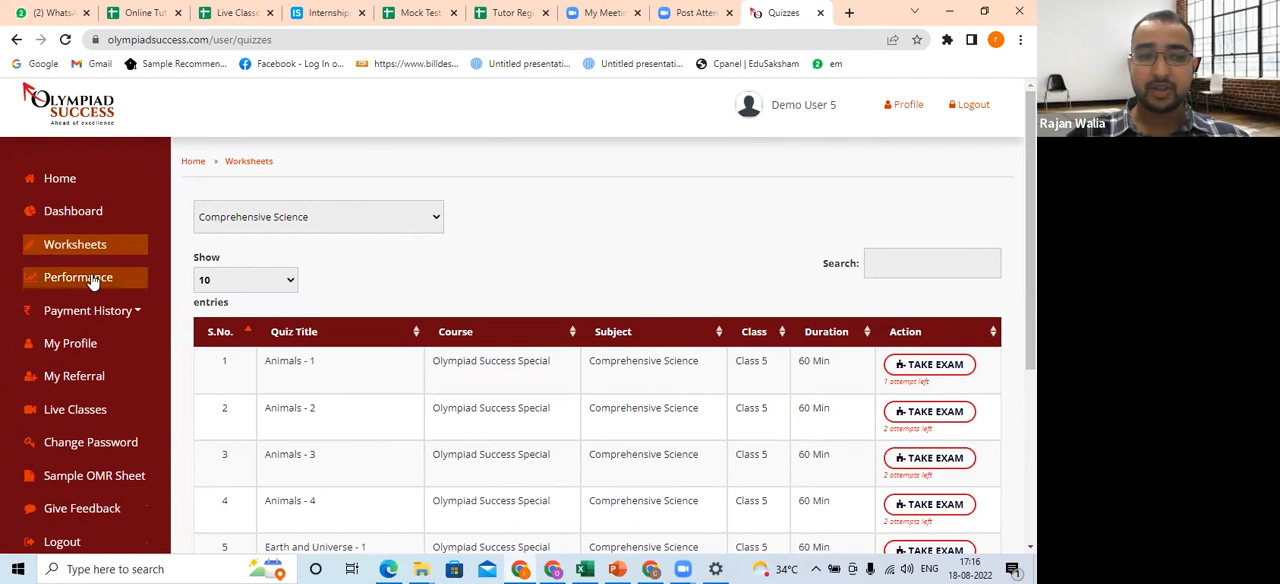 (2) (WhatsA
Online Tut
Live Classe
Internship
Mock Test
Tutor Regi
My Meeti
Post Atten
Quizzes
olympiadsuccess.com/user/quizzes
Google
Gmail
Sample Recommen...
Facebook - Log In o...
https://www.billdes...
Untitled presentati...
Untitled presentati...
Cpanel | EduSaksham
em
OLYMPIAD
SUCCESS
Ahead of excellence
Demo User 5
Profile
Logout
Rajan Walia
Home
Dashboard
Worksheets
Performance
Payment History
My Profile
My Referral
Live Classes
Change Password
Sample OMR Sheet
Give Feedback
Logout
Home » Worksheets
Comprehensive Science
Show
10
entries
Search:
S.No. Quiz Title Course Subject Class Duration Action
1 Animals - 1 Olympiad Success Special Comprehensive Science Class 5 60 Min TAKE EXAM
1 attempt left
2 Animals - 2 Olympiad Success Special Comprehensive Science Class 5 60 Min TAKE EXAM
2 attempts left
3 Animals - 3 Olympiad Success Special Comprehensive Science Class 5 60 Min TAKE EXAM
2 attempts left
4 Animals - 4 Olympiad Success Special Comprehensive Science Class 5 60 Min TAKE EXAM
2 attempts left
5 Earth and Universe - 1 Olympiad Success Special Comprehensive Science Class 5 60 Min TAKE EXAM
Type here to search
34°C
ENG
17:16
18-08-2022